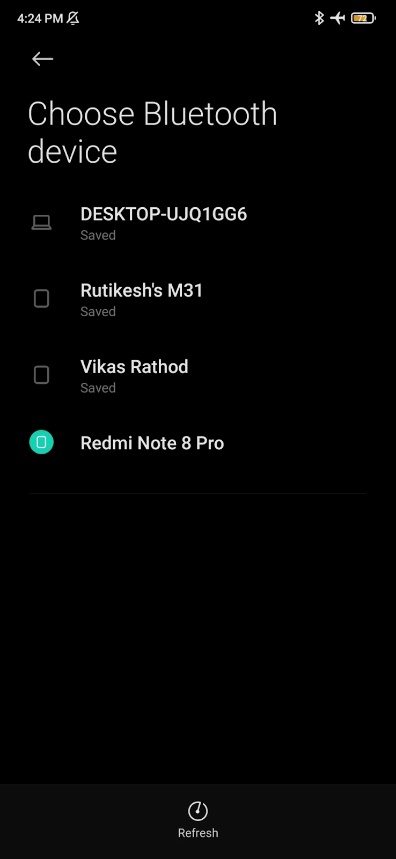 4:24 PM
72
Choose Bluetooth
device
DESKTOP-UJQ1GG6
Saved
Rutikesh's M31
Saved
Vikas Rathod
Saved
Redmi Note 8 Pro
Refresh